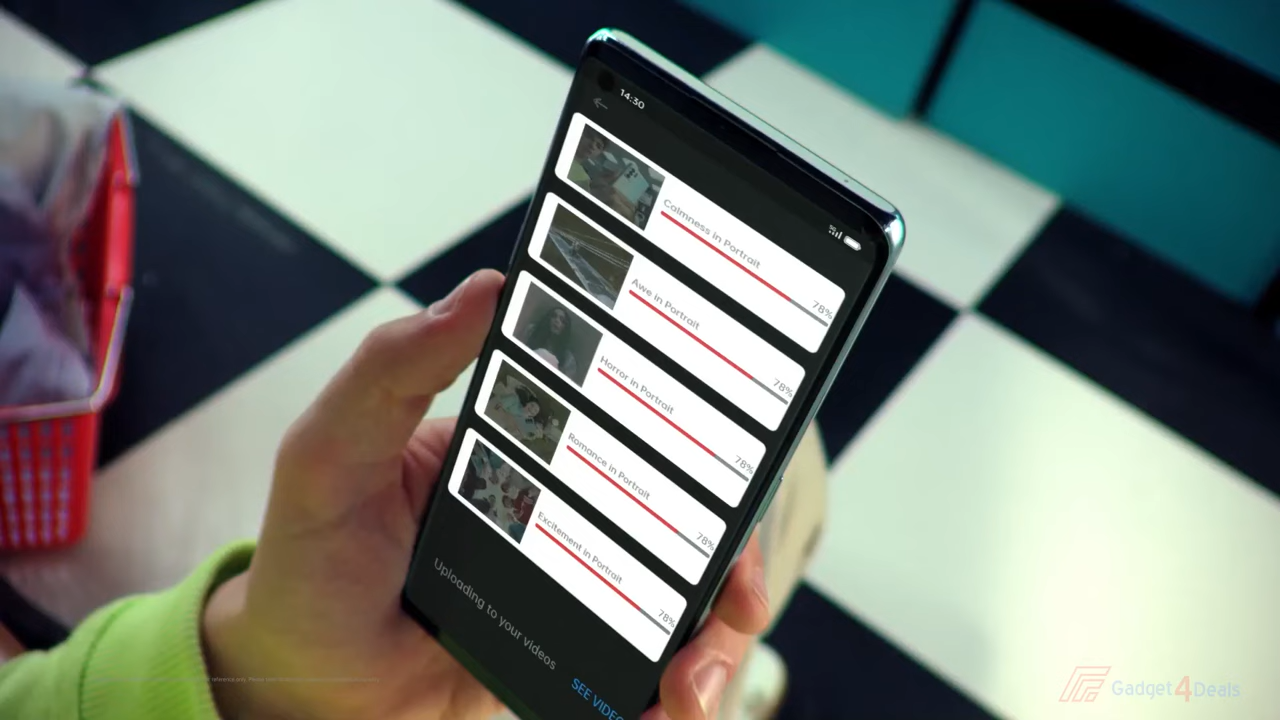 14:30
Calmness in Portrait
78%
Awe in Portrait
78%
Horror in Portrait
78%
Romance in Portrait
78%
Excitement in Portrait
78%
Uploading to your videos
SEE VIDEO
Gadget4Deals